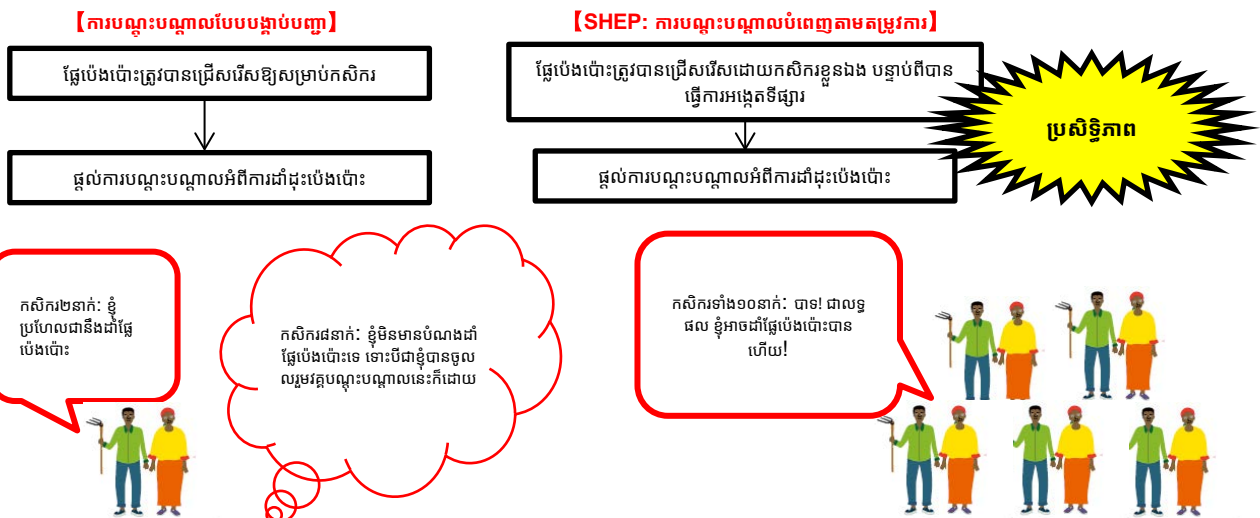 【ការបណ្តុះបណ្តាលបែបបង្គាប់បញ្ជា】
ផ្លែប៉េងប៉ោះត្រូវបានជ្រើសរើសឱ្យសម្រាប់កសិករ
ផ្តល់ការបណ្តុះបណ្តាលអំពីការដាំដុះប៉េងប៉ោះ
【SHEP: ការបណ្តុះបណ្តាលបំពេញតាមតម្រូវការ】
ផ្លែប៉េងប៉ោះត្រូវបានជ្រើសរើសដោយកសិករខ្លួនឯង បន្ទាប់ពីបាន
ធ្វើការអង្កេតទីផ្សារ
ផ្តល់ការបណ្តុះបណ្តាលអំពីការដាំដុះប៉េងប៉ោះ
ប្រសិទ្ធិភាព
កសិករ២នាក់: ខ្ញុំ
ប្រហែលជានឹងដាំផ្លែ
ប៉េងប៉ោះ
កសិករ៨នាក់: ខ្ញុំមិនមានបំណងដាំ
ផ្លែប៉េងប៉ោះទេ ទោះបីជាខ្ញុំបានចូល
លរួមវគ្គបណ្តុះបណ្តាលនេះក៏ដោយ
កសិករទាំង១០នាក់: បាទ! ជាលទ្ធ
ផល ខ្ញុំអាចដាំផ្លែប៉េងប៉ោះបាន
ហើយ!